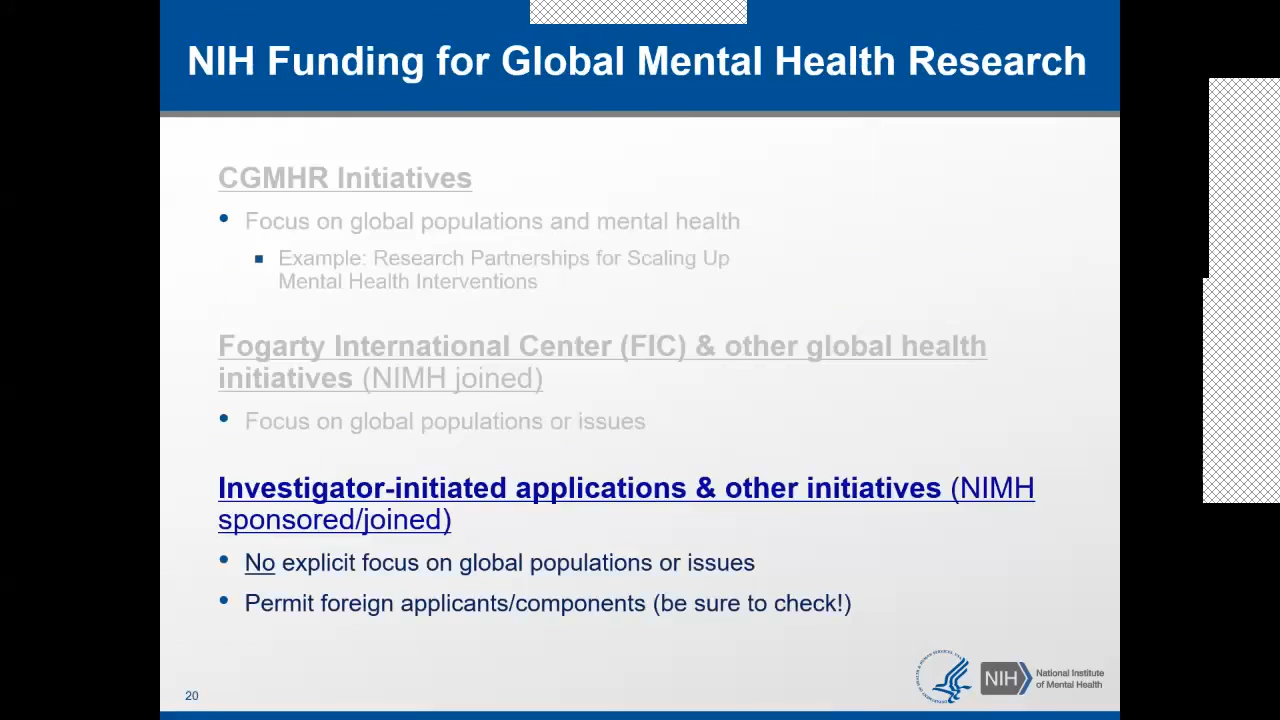 NIH Funding for Global Mental Health Research
CGMHR Initiatives
• Focus on global populations and mental health
▪ Example: Research Partnerships for Scaling Up
Mental Health Interventions
Fogarty International Center (FIC) & other global health
initiatives (NIMH joined)
• Focus on global populations or issues
Investigator-initiated applications & other initiatives (NIMH
sponsored/joined)
• No explicit focus on global populations or issues
• Permit foreign applicants/components (be sure to check!)
20
NIH
National Institute
of Mental Health